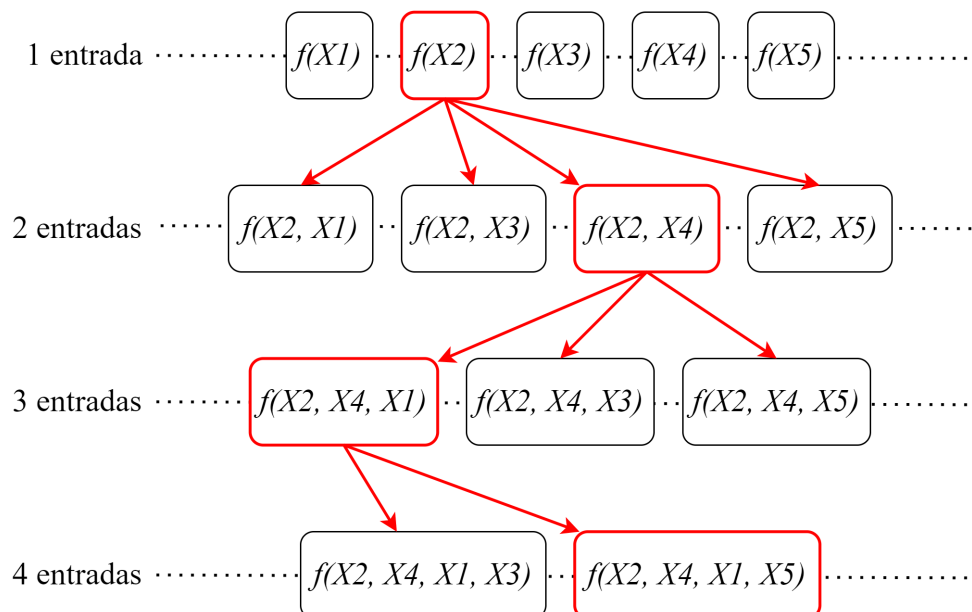 1 entrada f(X1) f(X2) f(X3) f(X4) f(X5)
2 entradas f(X2, X1) f(X2, X3) f(X2, X4) f(X2, X5)
3 entradas f(X2, X4, X1) f(X2, X4, X3) f(X2, X4, X5)
4 entradas f(X2, X4, X1, X3) f(X2, X4, X1, X5)